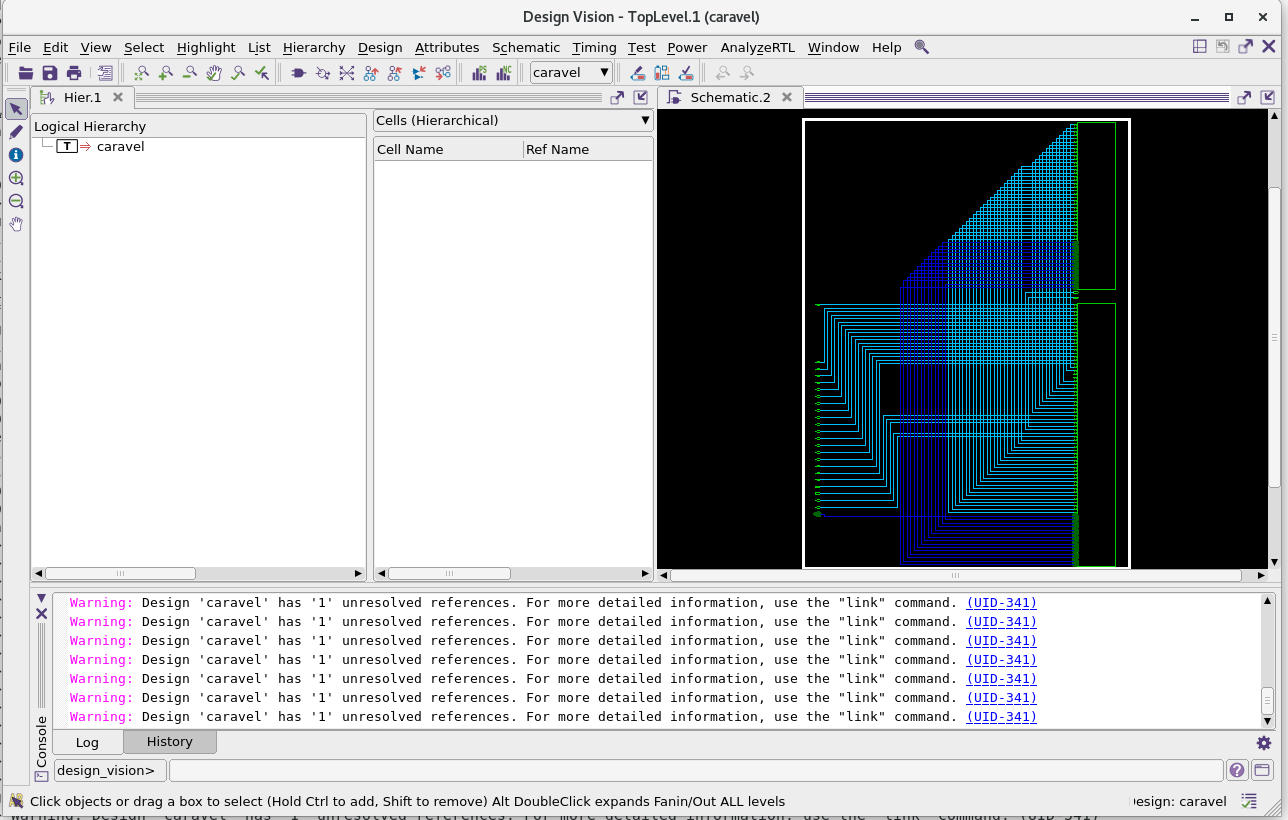 Design Vision - TopLevel.1 (caravel)
File Edit View Select Highlight List Hierarchy Design Attributes Schematic Timing Test Power AnalyzeRTL Window Help
PS NC caravel
Hier.1
Schematic.2
Logical Hierarchy
T caravel
Cells (Hierarchical)
Cell Name Ref Name
Warning: Design 'caravel' has '1' unresolved references. For more detailed information, use the "link" command. (UID-341)
Warning: Design 'caravel' has '1' unresolved references. For more detailed information, use the "link" command. (UID-341)
Warning: Design 'caravel' has '1' unresolved references. For more detailed information, use the "link" command. (UID-341)
Warning: Design 'caravel' has '1' unresolved references. For more detailed information, use the "link" command. (UID-341)
Warning: Design 'caravel' has '1' unresolved references. For more detailed information, use the "link" command. (UID-341)
Warning: Design 'caravel' has '1' unresolved references. For more detailed information, use the "link" command. (UID-341)
Warning: Design 'caravel' has '1' unresolved references. For more detailed information, use the "link" command. (UID-341)
Console
Log History
design_vision>
Click objects or drag a box to select (Hold Ctrl to add, Shift to remove) Alt DoubleClick expands Fanin/Out ALL levels
esign: caravel